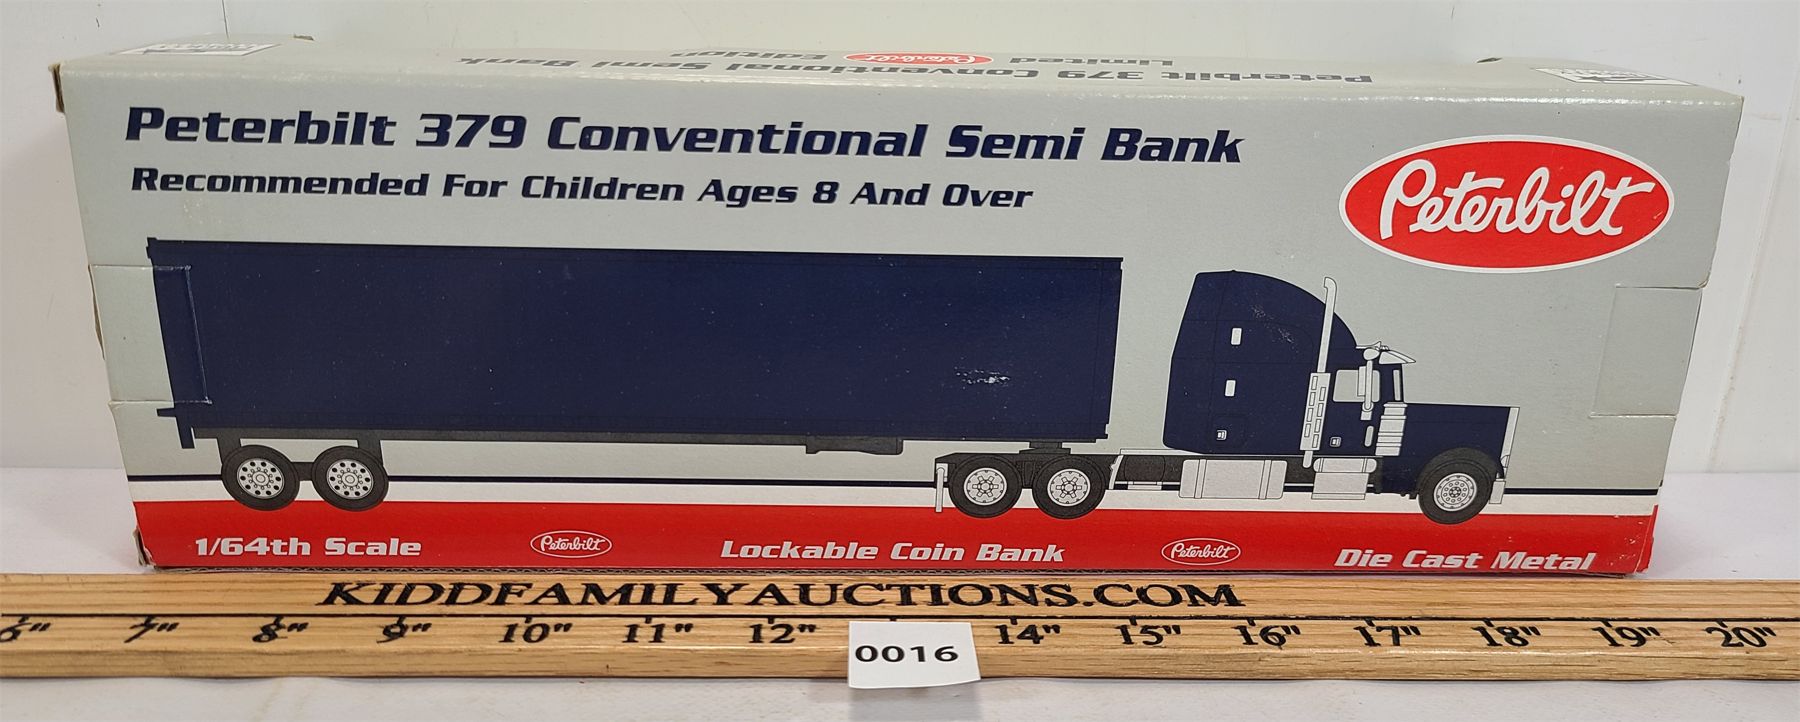 Peterbilt 379 Conventional Semi Bank
Limited Peterbilt Edition
Peterbilt 379 Conventional Semi Bank
Recommended For Children Ages 8 And Over
Peterbilt
1/64th Scale Peterbilt Lockable Coin Bank Peterbilt Die Cast Metal
KIDDFAMILYAUCTIONS.COM
6" 7" 8" 9" 10" 11" 12" 14" 15" 16" 17" 18" 19" 20"
0016